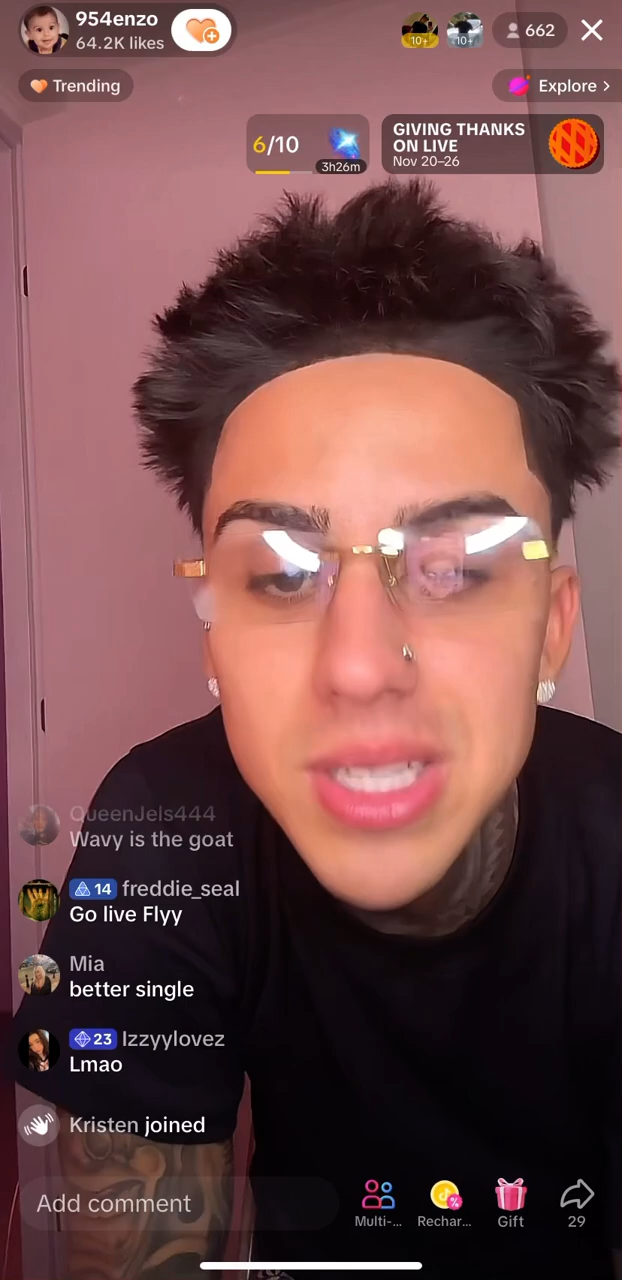 954enzo
64.2K likes
10+
10+
662
Trending
Explore >
6/10
3h26m
GIVING THANKS
ON LIVE
Nov 20–26
QueenJels444
Wavy is the goat
14 freddie_seal
Go live Flyy
Mia
better single
23 Izzyylovez
Lmao
Kristen joined
Add comment
Multi-...
Rechar...
Gift
29